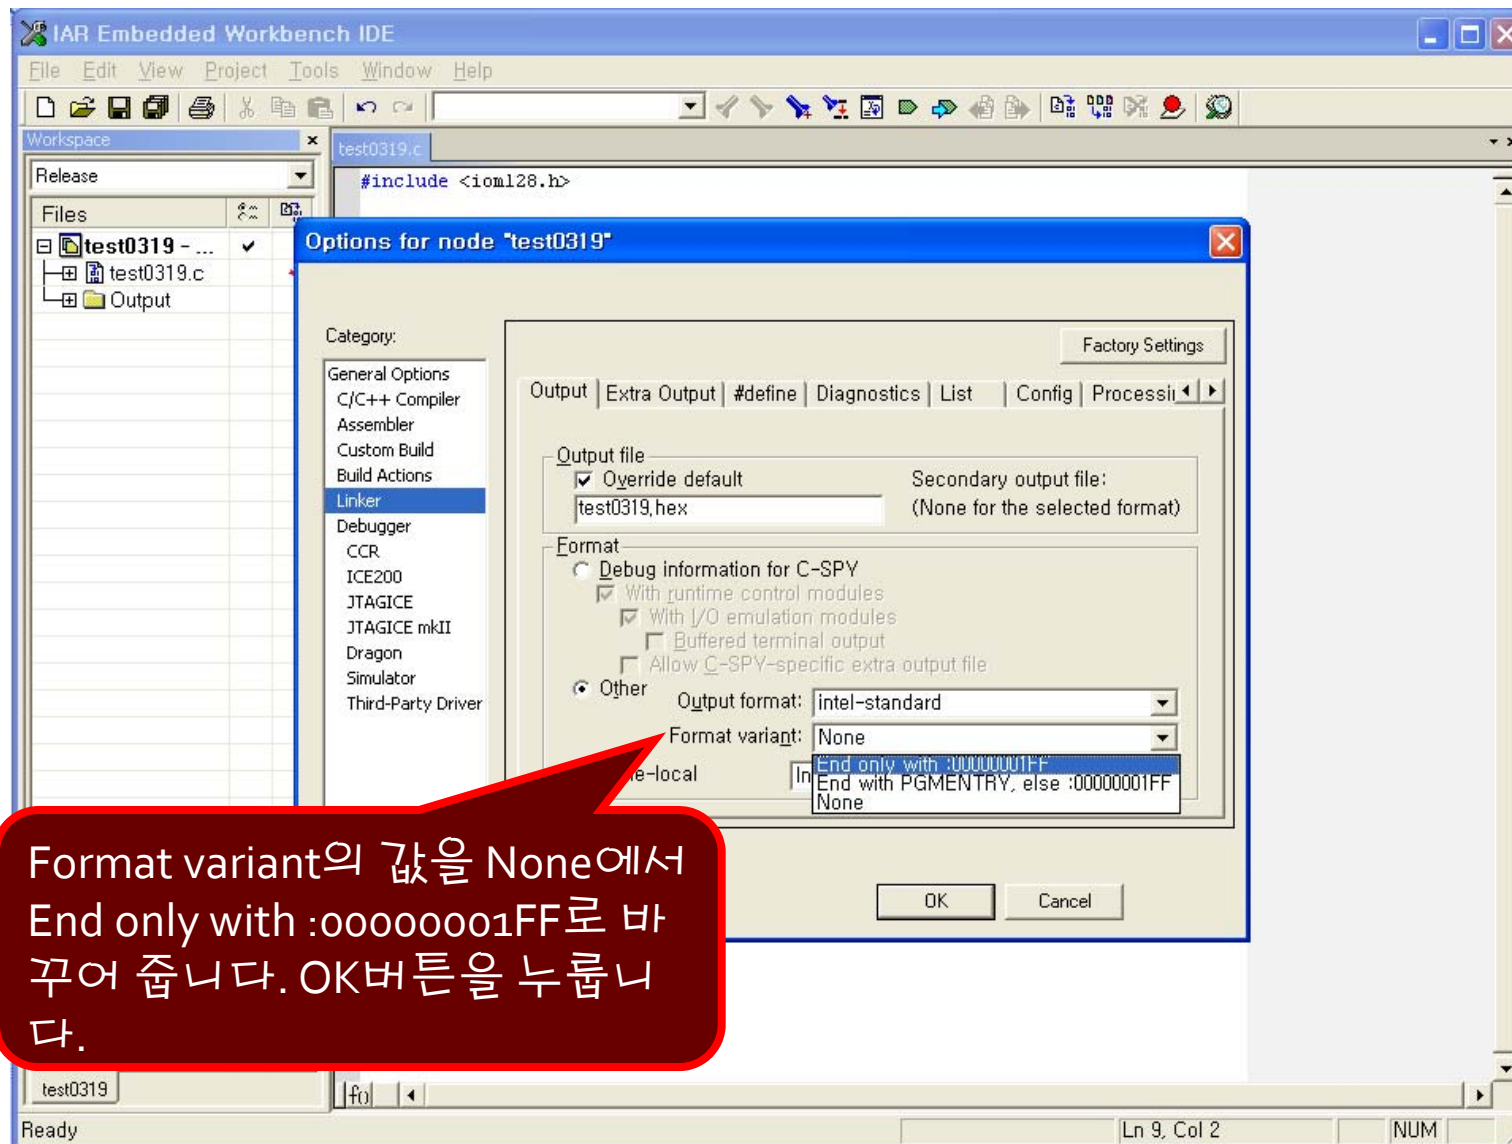 IAR Embedded Workbench IDE
File Edit View Project Tools Window Help
Workspace
test0319.c
Release
#include <iom128.h>
Files
test0319 - ...
test0319.c
Output
Options for node "test0319"
Category:
Factory Settings
General Options
C/C++ Compiler
Assembler
Custom Build
Build Actions
Linker
Debugger
CCR
ICE200
JTAGICE
JTAGICE mkII
Dragon
Simulator
Third-Party Driver
Output Extra Output #define Diagnostics List Config
Output file
Override default
Secondary output file:
test0319.hex
(None for the selected format)
Format
Debug information for C-SPY
With runtime control modules
With I/O emulation modules
Buffered terminal output
Allow C-SPY-specific extra output file
Other
Output format: intel-standard
Format variant: None
End only with :00000001FF
End with PGMENTRY, else :00000001FF
None
OK Cancel
Format variant의 값을 None에서
End only with :00000001FF로 바
꾸어 줍니다. OK버튼을 누룹니
다.
test0319
Ready
Ln 9, Col 2
NUM